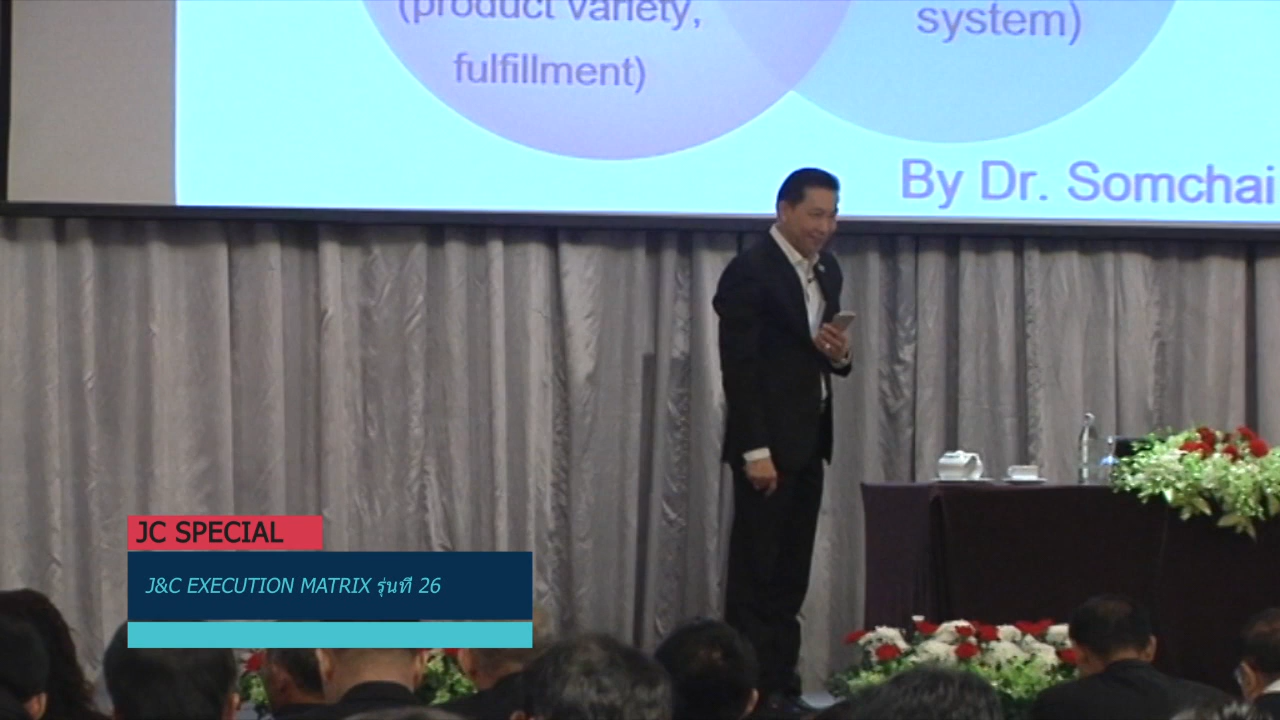 (product variety,
fulfillment)
system)
By Dr. Somchai
JC SPECIAL
J&C EXECUTION MATRIX รุ่นที่ 26